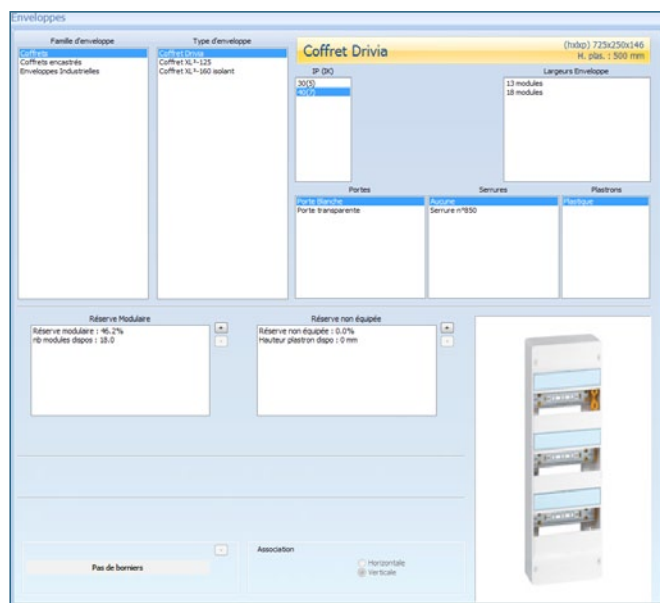 Enveloppes
Famille d'enveloppe
Coffrets
Coffrets encastrés
Enveloppes Industrielles
Type d'enveloppe
Coffret Drivia
Coffret XL³-125
Coffret XL³-160 isolant
Coffret Drivia
(hxlxp) 725x250x146
H. plas. : 500 mm
IP (IK)
30(5)
40(7)
Largeurs Enveloppe
13 modules
18 modules
Portes
Porte Blanche
Porte transparente
Serrures
Aucune
Serrure n°850
Plastrons
Plastique
Réserve Modulaire
Réserve modulaire : 46.2%
nb modules dispos : 18.0
+
-
Réserve non équipée
Réserve non équipée : 0.0%
Hauteur plastron dispo : 0 mm
+
-
-
Pas de borniers
Association
Horizontale
Verticale